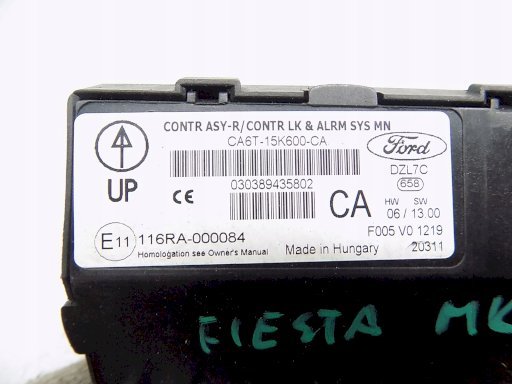 CONTR ASY-R/CONTR LK & ALRM SYS MN
CA6T-15K600-CA
Ford
DZL7C
658
UP
CE
030389435802
CA
HW SW
06 / 13.00
F005 V0 1219
20311
E11 116RA-000084
Homologation see Owner's Manual
Made in Hungary
FIESTA MK